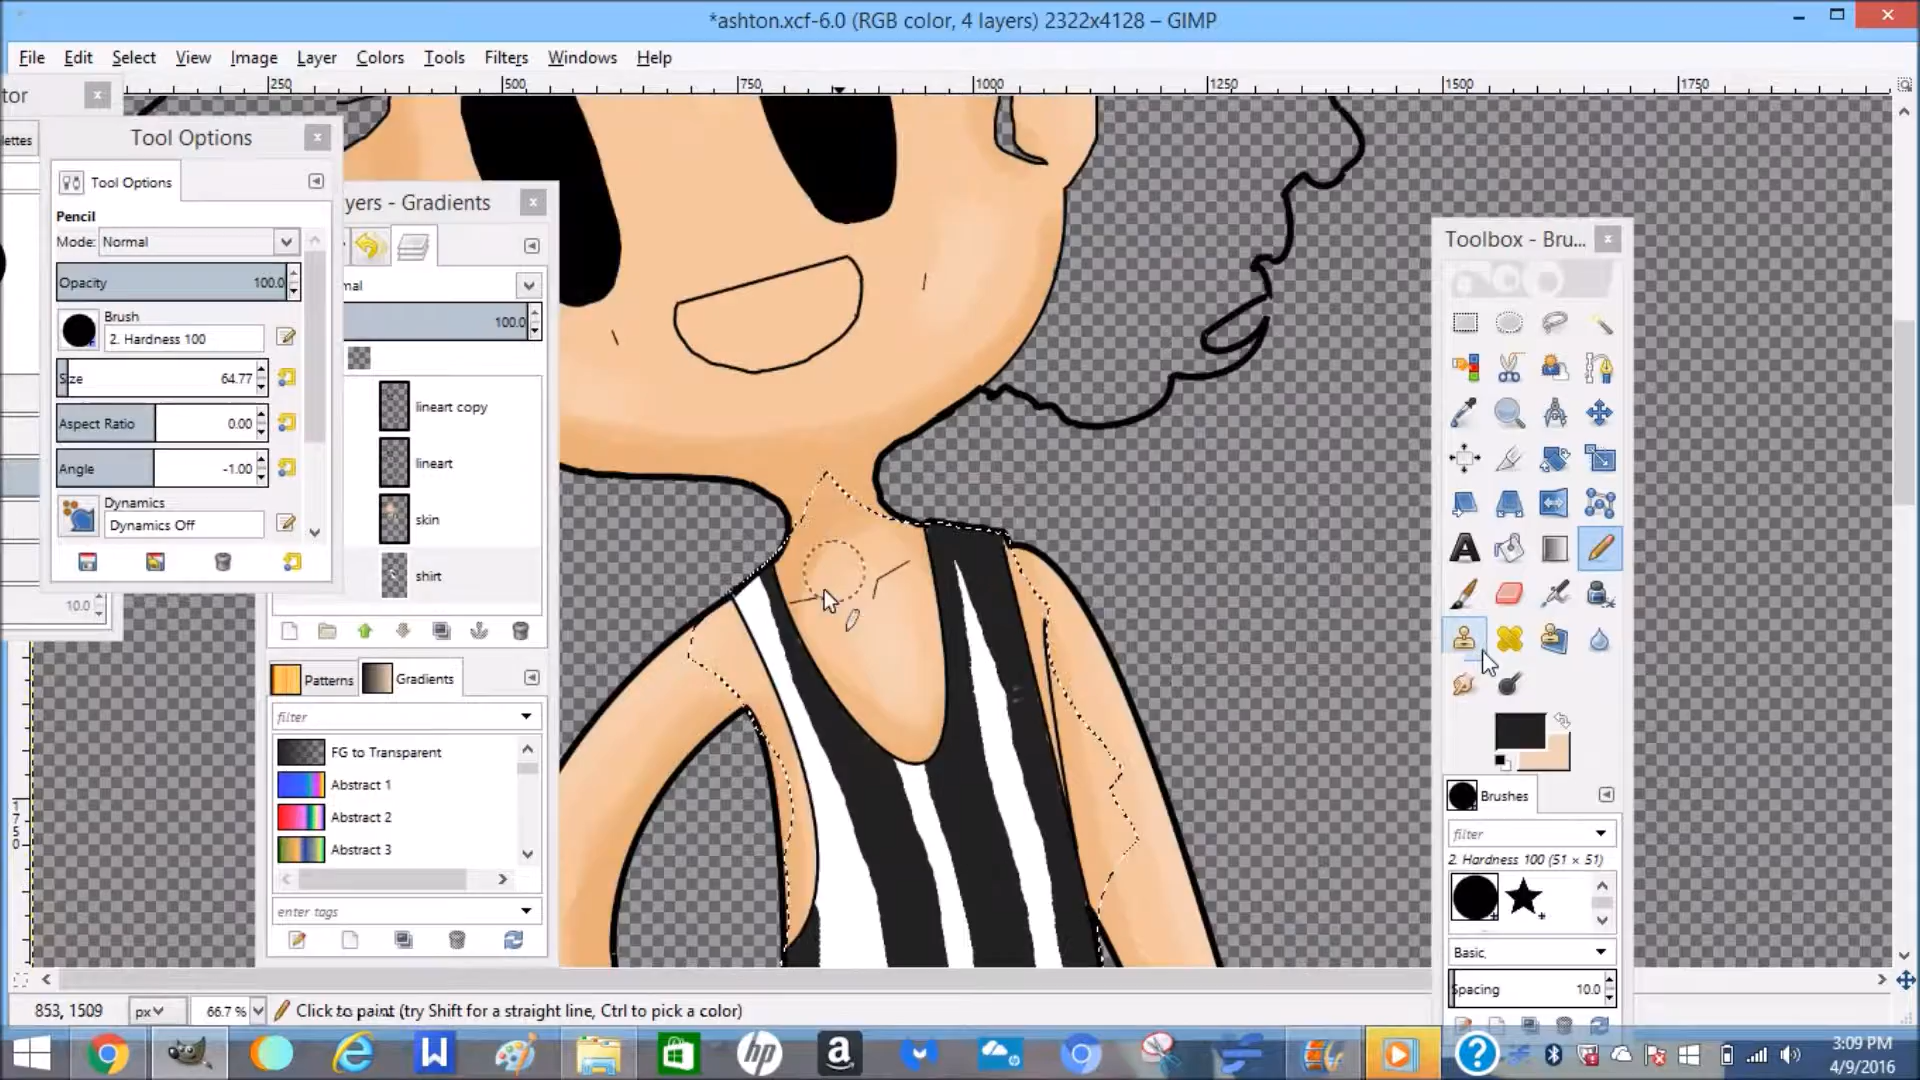 *ashton.xcf-6.0 (RGB color, 4 layers) 2322x4128 – GIMP
File Edit Select View Image Layer Colors Tools Filters Windows Help
250 500 750 1000 1250 1500 1750
tor
lettes
Tool Options
Tool Options
Pencil
Mode: Normal
Opacity 100.0
Brush
2. Hardness 100
Size 64.77
Aspect Ratio 0.00
Angle -1.00
Dynamics
Dynamics Off
10.0
yers - Gradients
mal
100.0
lineart copy
lineart
skin
shirt
Patterns Gradients
filter
FG to Transparent
Abstract 1
Abstract 2
Abstract 3
enter tags
1
7
5
0
Toolbox - Bru...
Brushes
filter
2. Hardness 100 (51 × 51)
Basic,
Spacing 10.0
853, 1509 px 66.7 % Click to paint (try Shift for a straight line, Ctrl to pick a color)
3:09 PM
4/9/2016